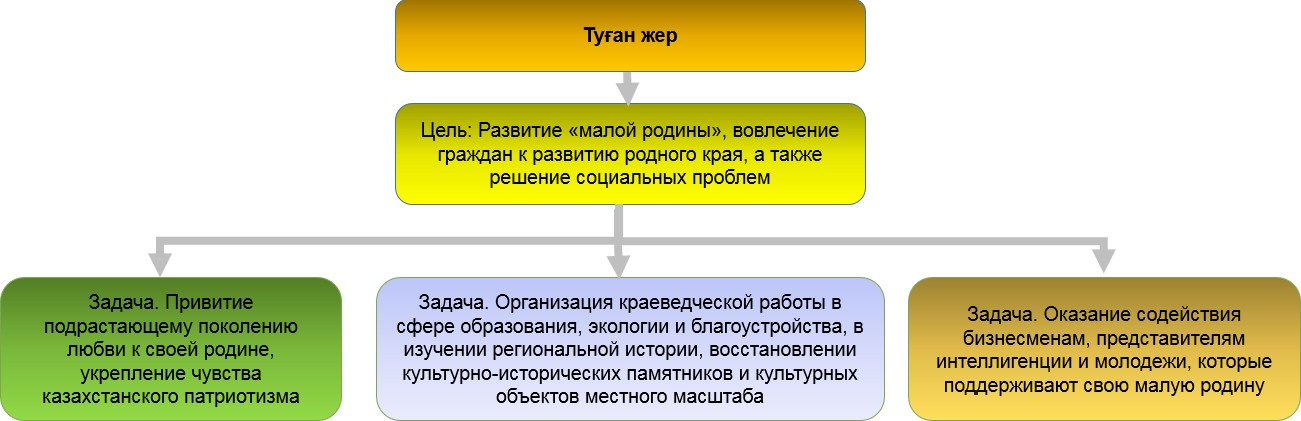 Туған жер
Цель: Развитие «малой родины», вовлечение
граждан к развитию родного края, а также
решение социальных проблем
Задача. Привитие
подрастающему поколению
любви к своей родине,
укрепление чувства
казахстанского патриотизма
Задача. Организация краеведческой работы в
сфере образования, экологии и благоустройства, в
изучении региональной истории, восстановлении
культурно-исторических памятников и культурных
объектов местного масштаба
Задача. Оказание содействия
бизнесменам, представителям
интеллигенции и молодежи, которые
поддерживают свою малую родину